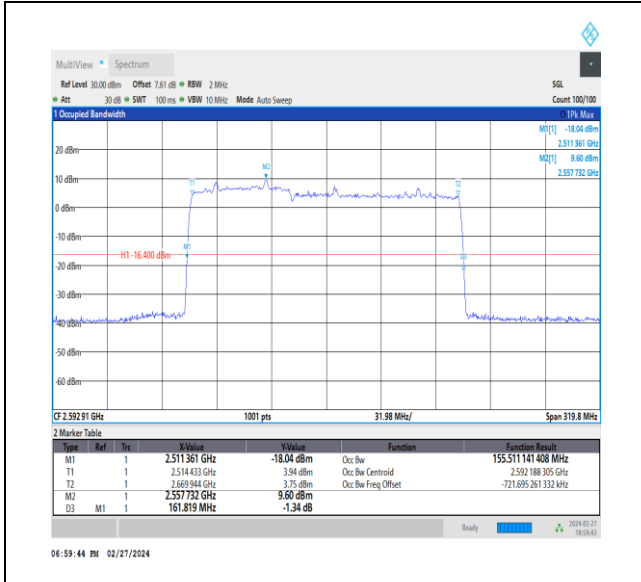 MultiView Spectrum
Ref Level 30.00 dBm Offset 7.61 dB RBW 2 MHz SGL
Att 30 dB SWT 100 ms VBW 10 MHz Mode Auto Sweep Count 100/100
1 Occupied Bandwidth 1Pk Max
M1[1] -18.04 dBm
2.511 361 GHz
M2[1] 9.60 dBm
2.557 732 GHz
20 dBm
M2
10 dBm
T1 T2
0 dBm
-10 dBm
M1
H1 -16.400 dBm
D3
-20 dBm
-30 dBm
-40 dBm
-50 dBm
-60 dBm
CF 2.592 91 GHz 1001 pts 31.98 MHz/ Span 319.8 MHz
2 Marker Table
Type Ref Trc X-Value Y-Value Function Function Result
M1 1 2.511 361 GHz -18.04 dBm Occ Bw 155.511 141 408 MHz
T1 1 2.514 433 GHz 3.94 dBm Occ Bw Centroid 2.592 188 305 GHz
T2 1 2.669 944 GHz 3.75 dBm Occ Bw Freq Offset -721.695 261 332 kHz
M2 1 2.557 732 GHz 9.60 dBm
D3 M1 1 161.819 MHz -1.34 dB
Ready 2024-02-27
18:59:43
06:59:44 PM 02/27/2024